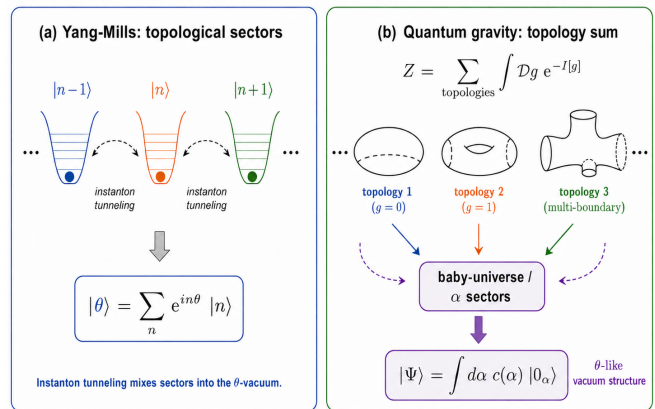 (a) Yang-Mills: topological sectors
|n−1⟩ |n⟩ |n+1⟩
... ...
instanton instanton
tunneling tunneling
|θ⟩ = ∑ e^{inθ} |n⟩
n
Instanton tunneling mixes sectors into the θ-vacuum.
(b) Quantum gravity: topology sum
Z = ∑ ∫ 𝒟g e^{−I[g]}
topologies
... ...
topology 1 topology 2 topology 3
(g = 0) (g = 1) (multi-boundary)
baby-universe /
α sectors
|Ψ⟩ = ∫ dα c(α) |0_α⟩
θ-like
vacuum structure